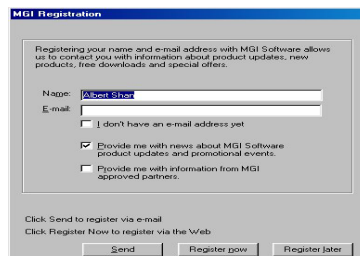 MGI Registration
Registering your name and e-mail address with MGI Software allows
us to contact you with information about product updates, new
products, free downloads and special offers.
Name: Albert Shan
E-mail:
I don't have an e-mail address yet
Provide me with news about MGI Software
product updates and promotional events.
Provide me with information from MGI
approved partners.
Click Send to register via e-mail
Click Register Now to register via the Web
Send Register now Register later